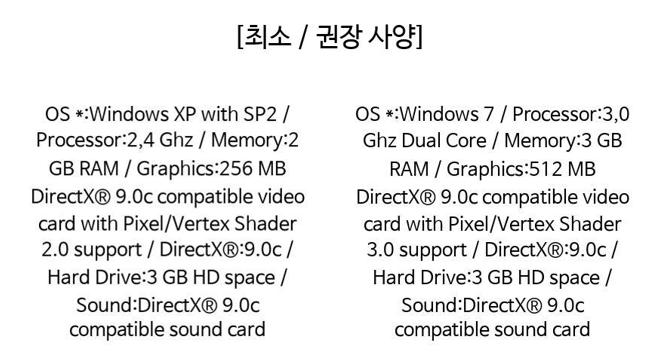 [최소 / 권장 사양]
OS *:Windows XP with SP2 /
Processor:2,4 Ghz / Memory:2
GB RAM / Graphics:256 MB
DirectX® 9.0c compatible video
card with Pixel/Vertex Shader
2.0 support / DirectX®:9.0c /
Hard Drive:3 GB HD space /
Sound:DirectX® 9.0c
compatible sound card
OS *:Windows 7 / Processor:3,0
Ghz Dual Core / Memory:3 GB
RAM / Graphics:512 MB
DirectX® 9.0c compatible video
card with Pixel/Vertex Shader
3.0 support / DirectX®:9.0c /
Hard Drive:3 GB HD space /
Sound:DirectX® 9.0c
compatible sound card